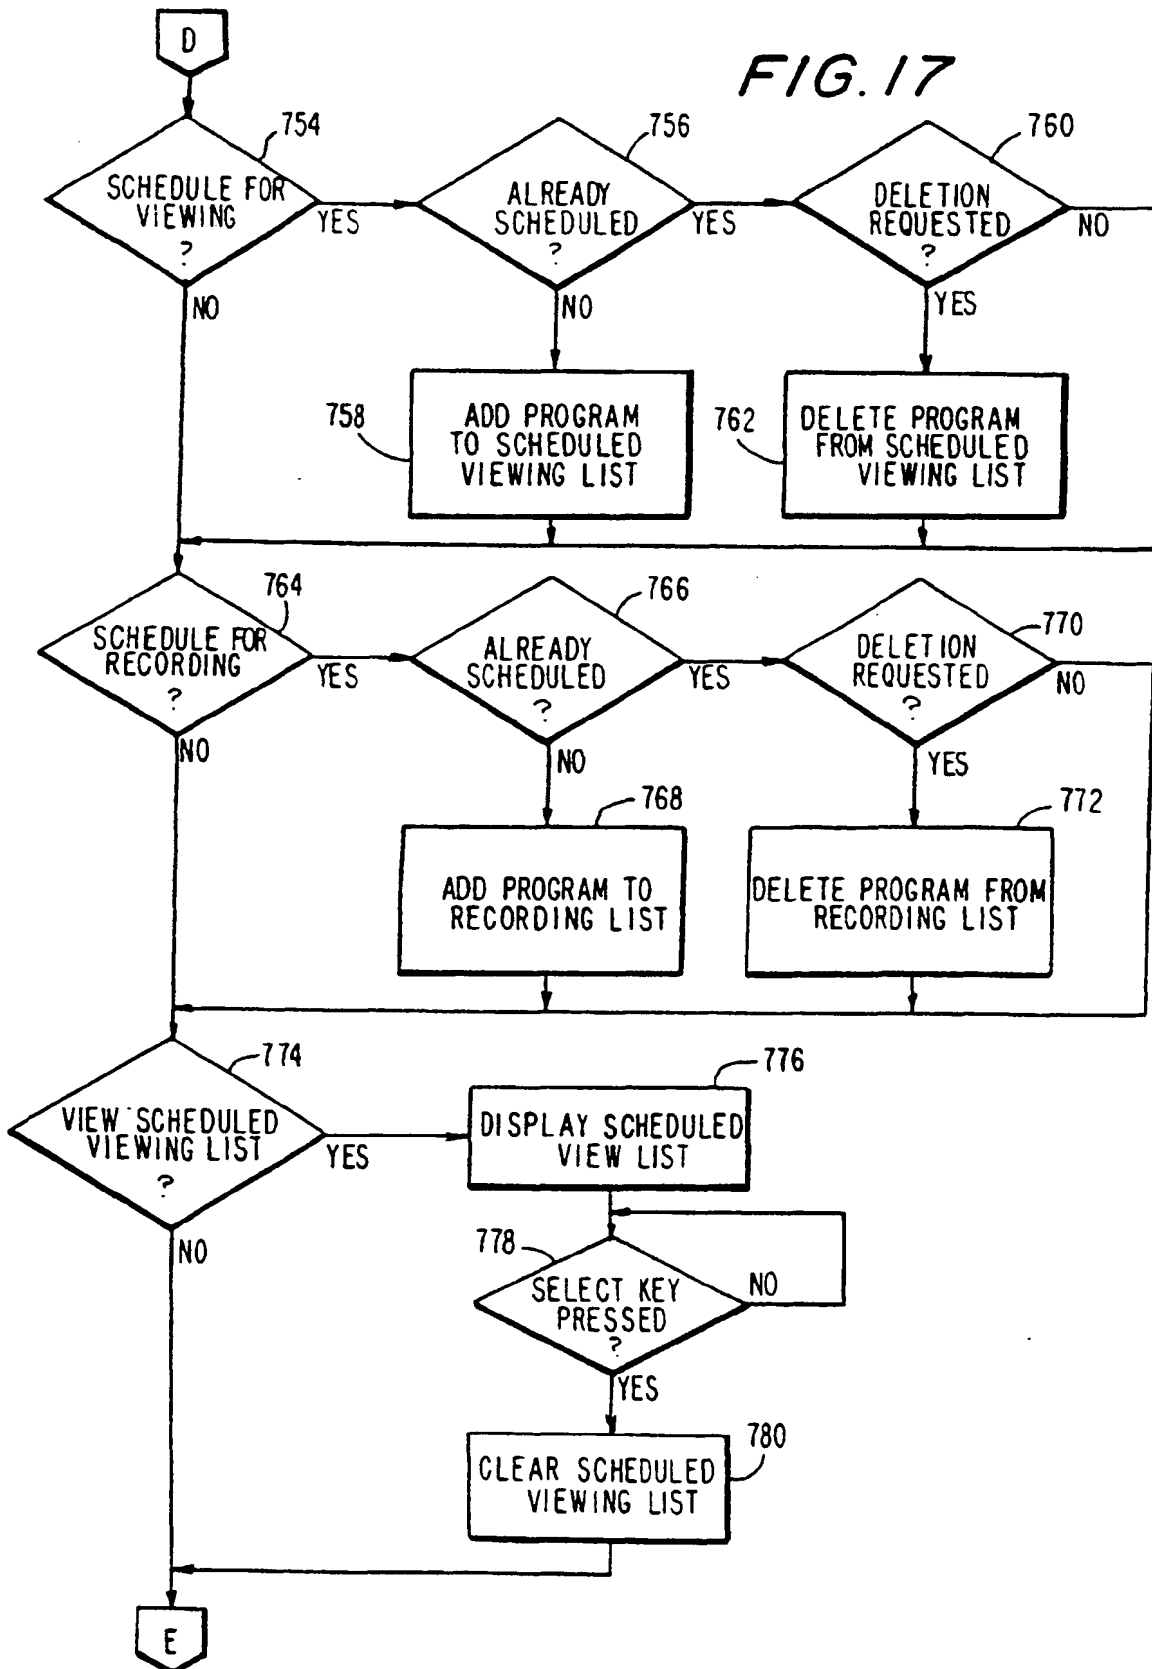 D
FIG. 17
754
SCHEDULE FOR
VIEWING
?
YES
NO
756
ALREADY
SCHEDULED
?
YES
NO
760
DELETION
REQUESTED
?
NO
YES
758
ADD PROGRAM
TO SCHEDULED
VIEWING LIST
762
DELETE PROGRAM
FROM SCHEDULED
VIEWING LIST
764
SCHEDULE FOR
RECORDING
?
YES
NO
766
ALREADY
SCHEDULED
?
YES
NO
770
DELETION
REQUESTED
?
NO
YES
768
ADD PROGRAM TO
RECORDING LIST
772
DELETE PROGRAM FROM
RECORDING LIST
774
VIEW SCHEDULED
VIEWING LIST
?
YES
NO
776
DISPLAY SCHEDULED
VIEW LIST
778
SELECT KEY
PRESSED
?
NO
YES
780
CLEAR SCHEDULED
VIEWING LIST
E